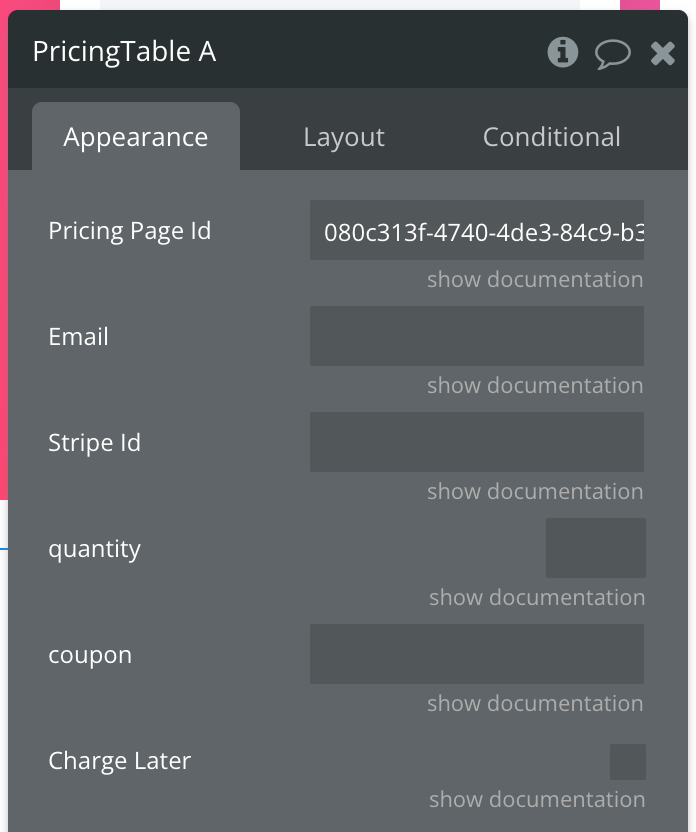 PricingTable A
Appearance Layout Conditional
Pricing Page Id 080c313f-4740-4de3-84c9-b3
show documentation
Email
show documentation
Stripe Id
show documentation
quantity
show documentation
coupon
show documentation
Charge Later
show documentation